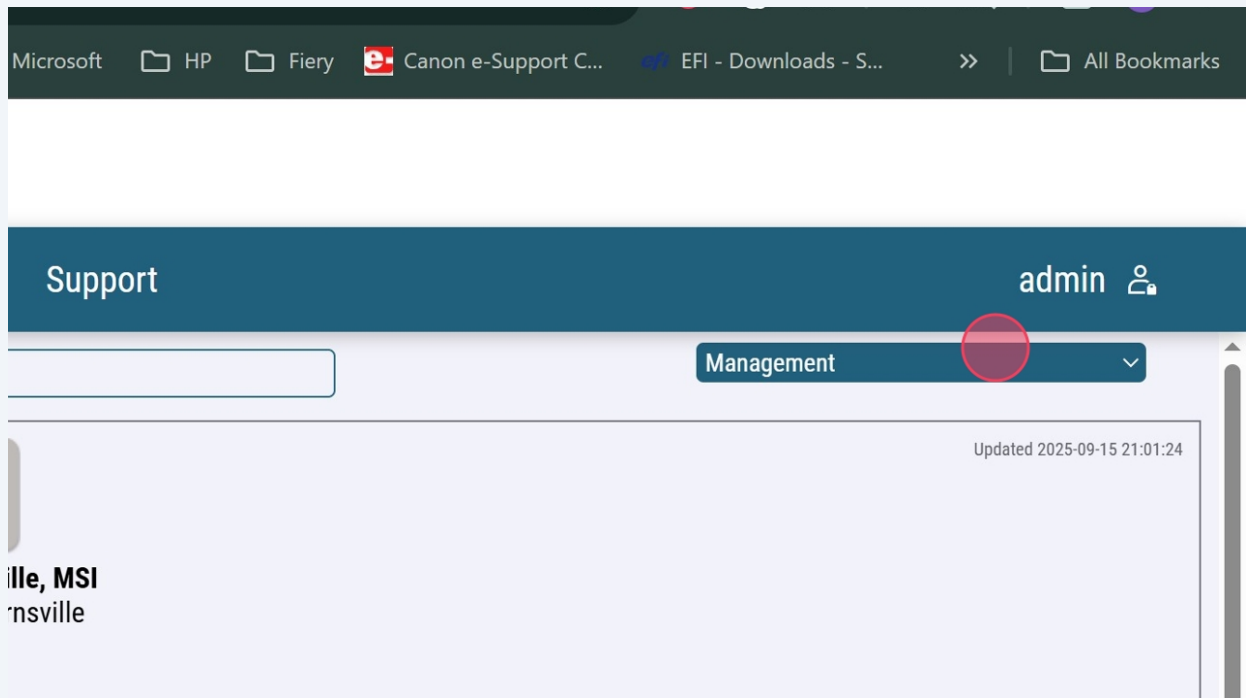 Microsoft HP Fiery e- Canon e-Support C... efi EFI - Downloads - S... All Bookmarks
Support admin
Management
Updated 2025-09-15 21:01:24
ille, MSI
rnsville